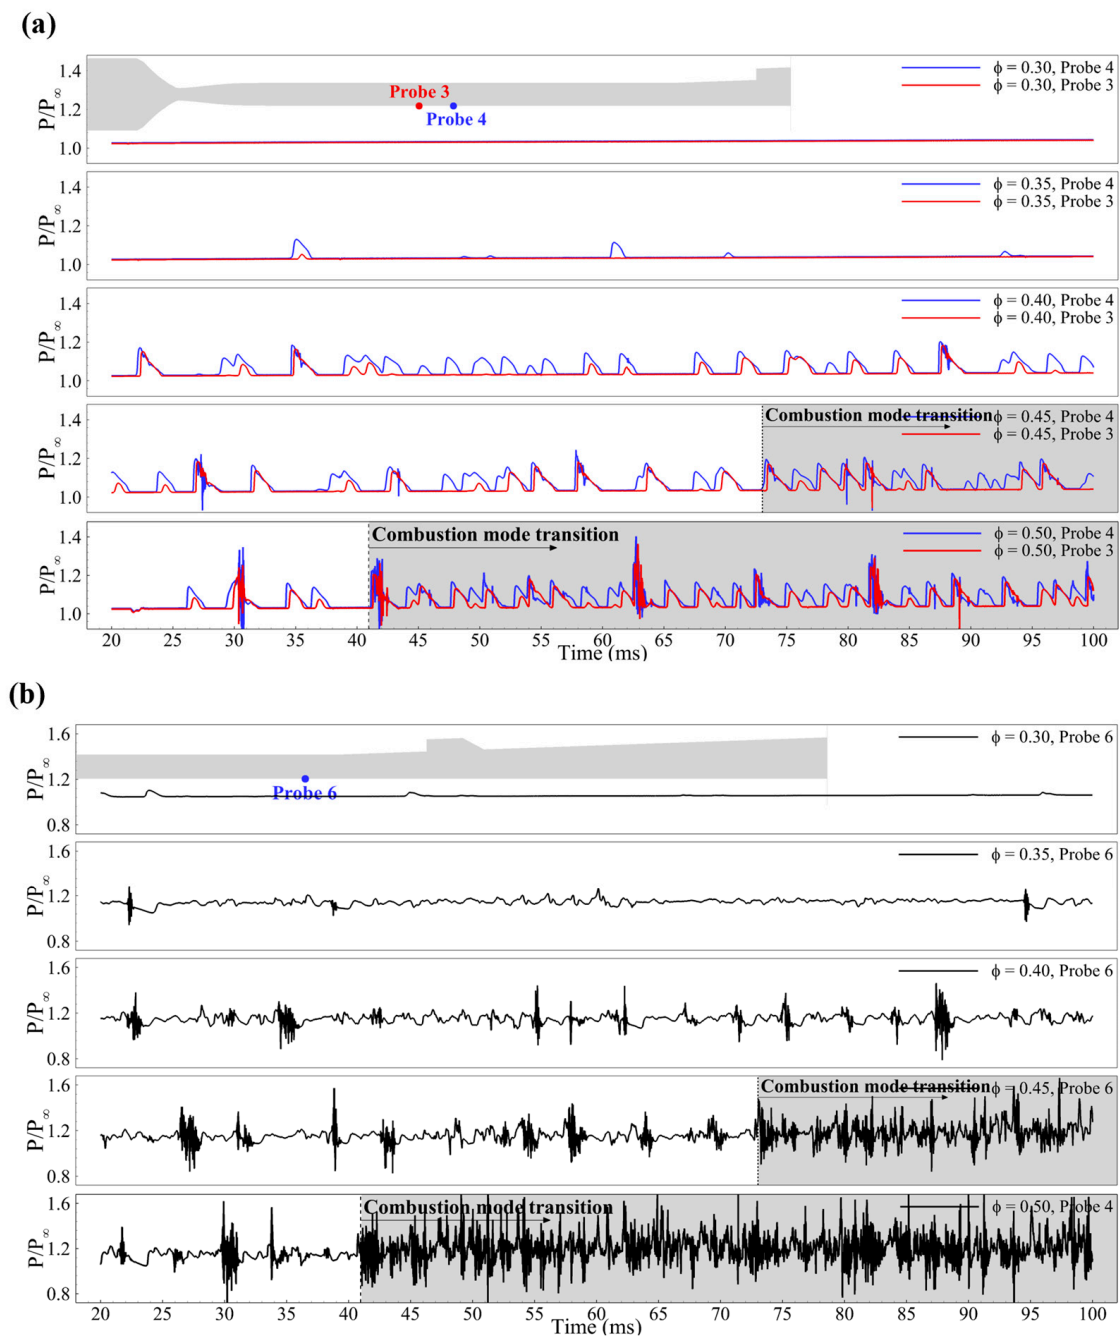 (a)
P/P∞
1.4
1.2
1.0
Probe 3
Probe 4
ϕ = 0.30, Probe 4
ϕ = 0.30, Probe 3
P/P∞
1.4
1.2
1.0
ϕ = 0.35, Probe 4
ϕ = 0.35, Probe 3
P/P∞
1.4
1.2
1.0
ϕ = 0.40, Probe 4
ϕ = 0.40, Probe 3
P/P∞
1.4
1.2
1.0
Combustion mode transition
ϕ = 0.45, Probe 4
ϕ = 0.45, Probe 3
P/P∞
1.4
1.2
1.0
Combustion mode transition
ϕ = 0.50, Probe 4
ϕ = 0.50, Probe 3
20 25 30 35 40 45 50 55 60 65 70 75 80 85 90 95 100
Time (ms)
(b)
P/P∞
1.6
1.2
0.8
Probe 6
ϕ = 0.30, Probe 6
P/P∞
1.6
1.2
0.8
ϕ = 0.35, Probe 6
P/P∞
1.6
1.2
0.8
ϕ = 0.40, Probe 6
P/P∞
1.6
1.2
0.8
Combustion mode transition
ϕ = 0.45, Probe 6
P/P∞
1.6
1.2
0.8
Combustion mode transition
ϕ = 0.50, Probe 4
20 25 30 35 40 45 50 55 60 65 70 75 80 85 90 95 100
Time (ms)